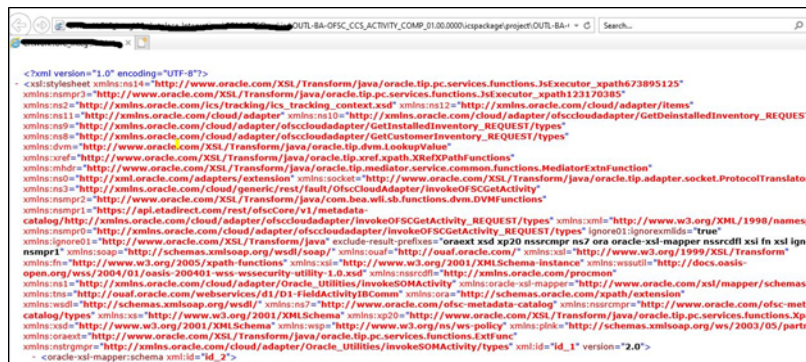 OUTL-BA-OFSC_CCS_ACTIVITY_COMP_01.00.0000\icspackage\project\OUTL-BA-
Search...
<?xml version="1.0" encoding="UTF-8"?>
- <xsl:stylesheet xmlns:ns14="http://www.oracle.com/XSL/Transform/java/oracle.tip.pc.services.functions.JsExecutor_xpath673895125"
xmlns:nsmpr3="http://www.oracle.com/XSL/Transform/java/oracle.tip.pc.services.functions.JsExecutor_xpath123170385"
xmlns:ns2="http://xmlns.oracle.com/ics/tracking/ics_tracking_context.xsd" xmlns:ns12="http://xmlns.oracle.com/cloud/adapter/items"
xmlns:ns11="http://xmlns.oracle.com/cloud/adapter" xmlns:ns10="http://xmlns.oracle.com/cloud/adapter/ofsccloudadapter/GetDeinstalledInventory_REQUEST
xmlns:ns9="http://xmlns.oracle.com/cloud/adapter/ofsccloudadapter/GetInstalledInventory_REQUEST/types"
xmlns:ns8="http://xmlns.oracle.com/cloud/adapter/ofsccloudadapter/GetCustomerInventory_REQUEST/types"
xmlns:dvm="http://www.oracle.com/XSL/Transform/java/oracle.tip.dvm.LookupValue"
xmlns:xref="http://www.oracle.com/XSL/Transform/java/oracle.tip.xref.xpath.XRefXPathFunctions"
xmlns:mhdr="http://www.oracle.com/XSL/Transform/java/oracle.tip.mediator.service.common.functions.MediatorExtnFunction"
xmlns:ns0="http://xml.oracle.com/adapters/extension" xmlns:socket="http://www.oracle.com/XSL/Transform/java/oracle.tip.adapter.socket.ProtocolTranslato
xmlns:ns3="http://xmlns.oracle.com/cloud/generic/rest/fault/OfscCloudAdapter/invokeOFSCGetActivity"
xmlns:nsmpr2="http://www.oracle.com/XSL/Transform/java/com.bea.wli.sb.functions.dvm.DVMFunctions"
xmlns:nsmpr1="https://api.etadirect.com/rest/ofscCore/v1/metadata-
catalog/http://xmlns.oracle.com/cloud/adapter/ofsccloudadapter/invokeOFSCGetActivity_REQUEST/types" xmlns:xml="http://www.w3.org/XML/1998/names
xmlns:nsmpr0="http://xmlns.oracle.com/cloud/adapter/ofsccloudadapter/invokeOFSCGetActivity_REQUEST/types" ignore01:ignorexmlids="true"
xmlns:ignore01="http://www.oracle.com/XSL/Transform/java" exclude-result-prefixes="oraext xsd xp20 nssrcmpr ns7 ora oracle-xsl-mapper nssrcdfl xsi fn xsl ign
nsmpr1" xmlns:soap="http://schemas.xmlsoap.org/wsdl/soap/" xmlns:ouaf="http://ouaf.oracle.com/" xmlns:xsl="http://www.w3.org/1999/XSL/Transform"
xmlns:fn="http://www.w3.org/2005/xpath-functions" xmlns:xsi="http://www.w3.org/2001/XMLSchema-instance" xmlns:wssutil="http://docs.oasis-
open.org/wss/2004/01/oasis-200401-wss-wssecurity-utility-1.0.xsd" xmlns:nssrcdfl="http://xmlns.oracle.com/procmon"
xmlns:ns1="http://xmlns.oracle.com/cloud/adapter/Oracle_Utilities/invokeSOMActivity" xmlns:oracle-xsl-mapper="http://www.oracle.com/xsl/mapper/schemas
xmlns:tns="http://ouaf.oracle.com/webservices/d1/D1-FieldActivityIBComm" xmlns:ora="http://schemas.oracle.com/xpath/extension"
xmlns:wsdl="http://schemas.xmlsoap.org/wsdl/" xmlns:ns7="http://www.oracle.com/ofsc-metadata-catalog" xmlns:nssrcmpr="http://www.oracle.com/ofsc-met
catalog/types" xmlns:xs="http://www.w3.org/2001/XMLSchema" xmlns:xp20="http://www.oracle.com/XSL/Transform/java/oracle.tip.pc.services.functions.Xp
xmlns:xsd="http://www.w3.org/2001/XMLSchema" xmlns:wsp="http://www.w3.org/ns/ws-policy" xmlns:plnk="http://schemas.xmlsoap.org/ws/2003/05/part
xmlns:oraext="http://www.oracle.com/XSL/Transform/java/oracle.tip.pc.services.functions.ExtFunc"
xmlns:nstrgmpr="http://xmlns.oracle.com/cloud/adapter/Oracle_Utilities/invokeSOMActivity/types" xml:id="id_1" version="2.0">
- <oracle-xsl-mapper:schema xml:id="id_2">